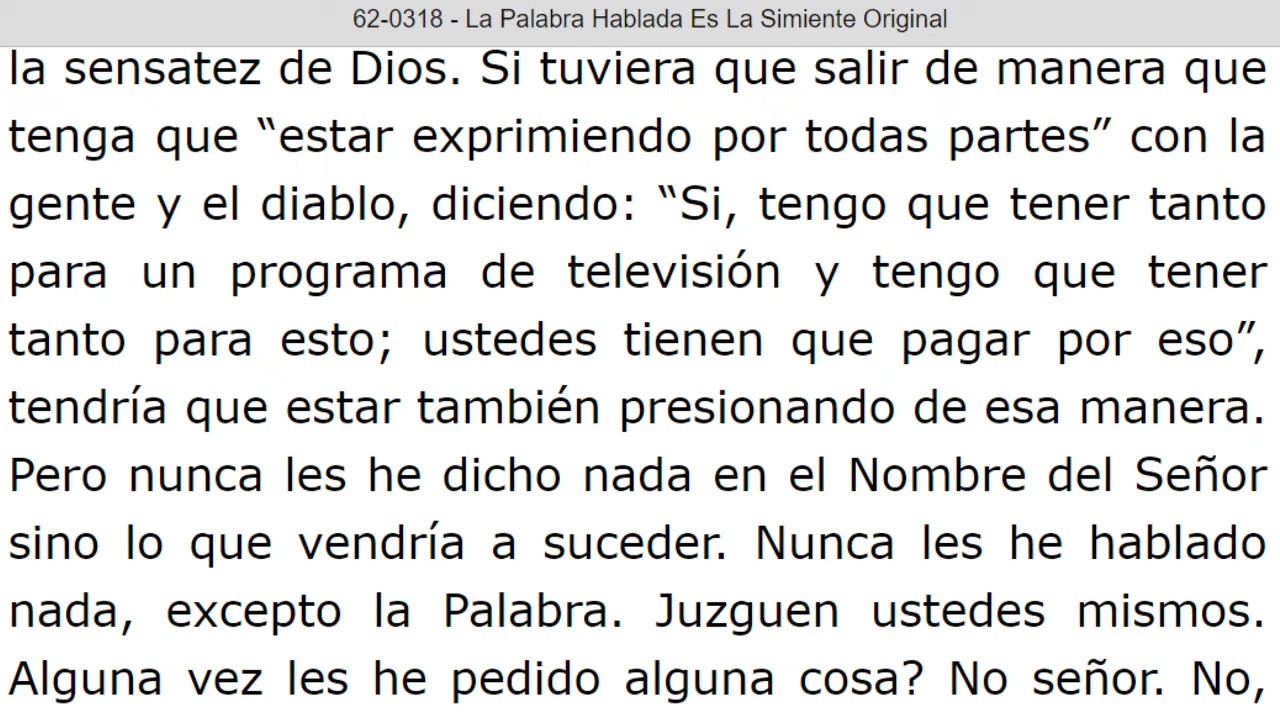 62-0318 - La Palabra Hablada Es La Simiente Original
la sensatez de Dios. Si tuviera que salir de manera que
tenga que “estar exprimiendo por todas partes” con la
gente y el diablo, diciendo: “Si, tengo que tener tanto
para un programa de televisión y tengo que tener
tanto para esto; ustedes tienen que pagar por eso”,
tendría que estar también presionando de esa manera.
Pero nunca les he dicho nada en el Nombre del Señor
sino lo que vendría a suceder. Nunca les he hablado
nada, excepto la Palabra. Juzguen ustedes mismos.
Alguna vez les he pedido alguna cosa? No señor. No,